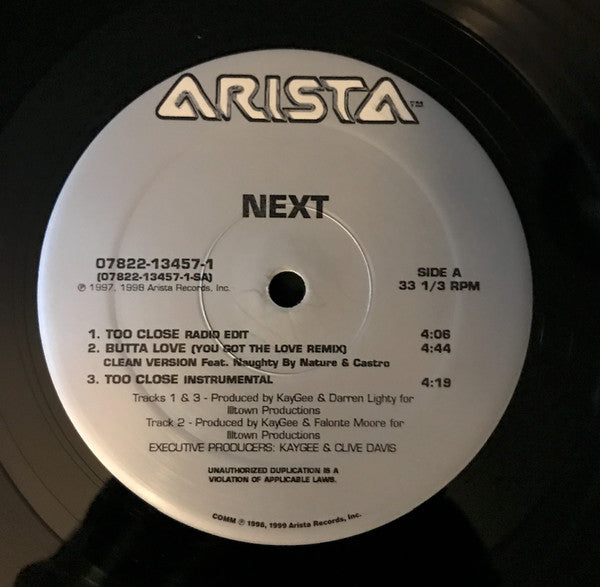 ARISTA™
NEXT
07822-13457-1
(07822-13457-1-SA)
℗ 1997, 1998 Arista Records, Inc.
SIDE A
33 1/3 RPM
1. TOO CLOSE RADIO EDIT 4:06
2. BUTTA LOVE (YOU GOT THE LOVE REMIX) 4:44
CLEAN VERSION Feat. Naughty By Nature & Castro
3. TOO CLOSE INSTRUMENTAL 4:19
Tracks 1 & 3 - Produced by KayGee & Darren Lighty for
Illtown Productions
Track 2 - Produced by KayGee & Falonte Moore for
Illtown Productions
EXECUTIVE PRODUCERS: KAYGEE & CLIVE DAVIS
UNAUTHORIZED DUPLICATION IS A
VIOLATION OF APPLICABLE LAWS.
COMM ℗ 1998, 1999 Arista Records, Inc.